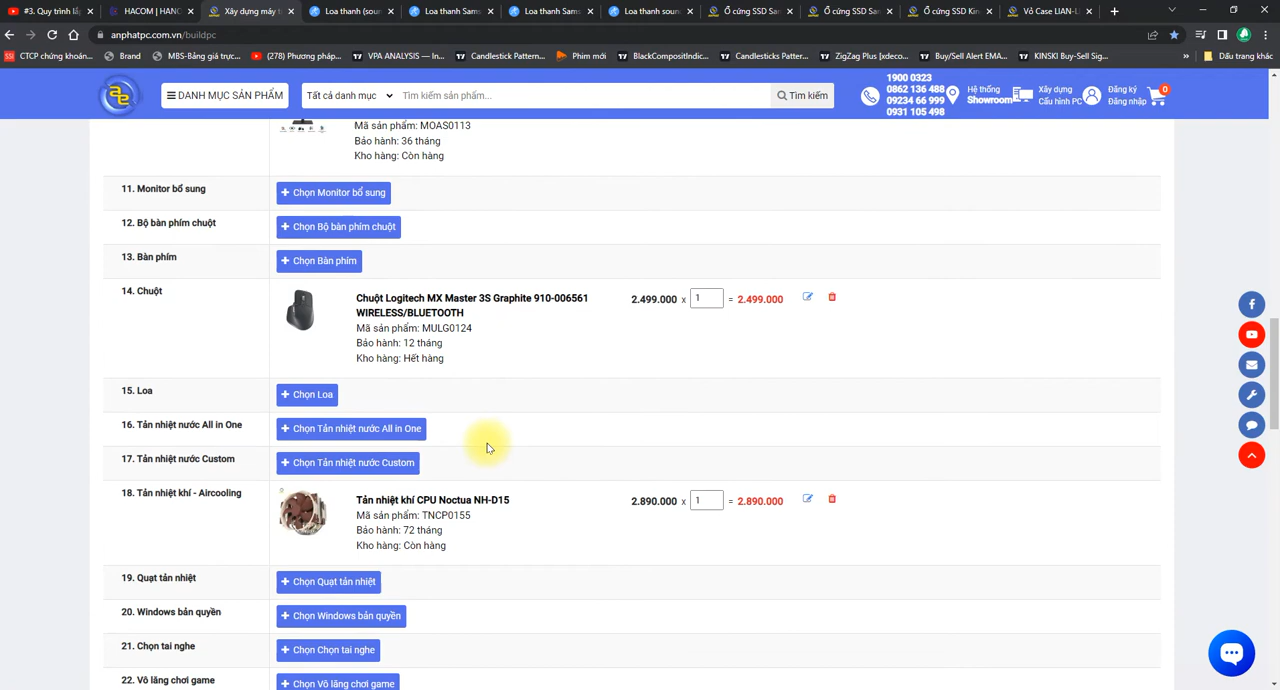 #3. Quy trình lắp
HACOM | HANC
Xây dựng máy t
Loa thanh (sour
Loa thanh Sams
Loa thanh Sams
Loa thanh soun
Ổ cứng SSD San
Ổ cứng SSD San
Ổ cứng SSD Kin
Vỏ Case LIAN-LI
anphatpc.com.vn/buildpc
CTCP chứng khoán...
Brand
MBS-Bảng giá trực...
(278) Phương pháp...
VPA ANALYSIS — In...
Candlestick Pattern...
Phim mới
BlackCompositIndic...
Candlesticks Patter...
ZigZag Plus [xdeco...
Buy/Sell Alert EMA...
KINSKI Buy-Sell Sig...
»
Dấu trang khác
DANH MỤC SẢN PHẨM
Tất cả danh mục
Tìm kiếm sản phẩm...
Tìm kiếm
1900 0323
0862 136 488
09234 66 999
0931 105 498
Hệ thống
Showroom
Xây dựng
Cấu hình PC
Đăng ký
Đăng nhập
0
Mã sản phẩm: MOAS0113
Bảo hành: 36 tháng
Kho hàng: Còn hàng
11. Monitor bổ sung
+ Chọn Monitor bổ sung
12. Bộ bàn phím chuột
+ Chọn Bộ bàn phím chuột
13. Bàn phím
+ Chọn Bàn phím
14. Chuột
Chuột Logitech MX Master 3S Graphite 910-006561
WIRELESS/BLUETOOTH
2.499.000 x 1 = 2.499.000
Mã sản phẩm: MULG0124
Bảo hành: 12 tháng
Kho hàng: Hết hàng
15. Loa
+ Chọn Loa
16. Tản nhiệt nước All in One
+ Chọn Tản nhiệt nước All in One
17. Tản nhiệt nước Custom
+ Chọn Tản nhiệt nước Custom
18. Tản nhiệt khí - Aircooling
Tản nhiệt khí CPU Noctua NH-D15
2.890.000 x 1 = 2.890.000
Mã sản phẩm: TNCP0155
Bảo hành: 72 tháng
Kho hàng: Còn hàng
19. Quạt tản nhiệt
+ Chọn Quạt tản nhiệt
20. Windows bản quyền
+ Chọn Windows bản quyền
21. Chọn tai nghe
+ Chọn Chọn tai nghe
22. Vô lăng chơi game
+ Chọn Vô lăng chơi game